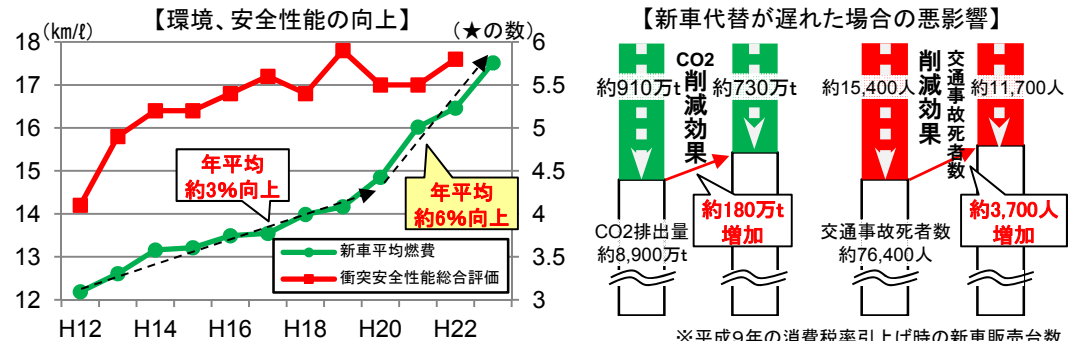 【環境、安全性能の向上】
(km/ℓ)
(★の数)
18
17
16
15
14
13
12
6
5.5
5
4.5
4
3.5
3
年平均
約3%向上
年平均
約6%向上
新車平均燃費
衝突安全性能総合評価
H12 H14 H16 H18 H20 H22
【新車代替が遅れた場合の悪影響】
約910万t
CO2
削減効果
約730万t
約180万t
増加
CO2排出量
約8,900万t
約15,400人
交通事故死者数
削減効果
約11,700人
約3,700人
増加
交通事故死者数
約76,400人
※平成9年の消費税率引上げ時の新車販売台数